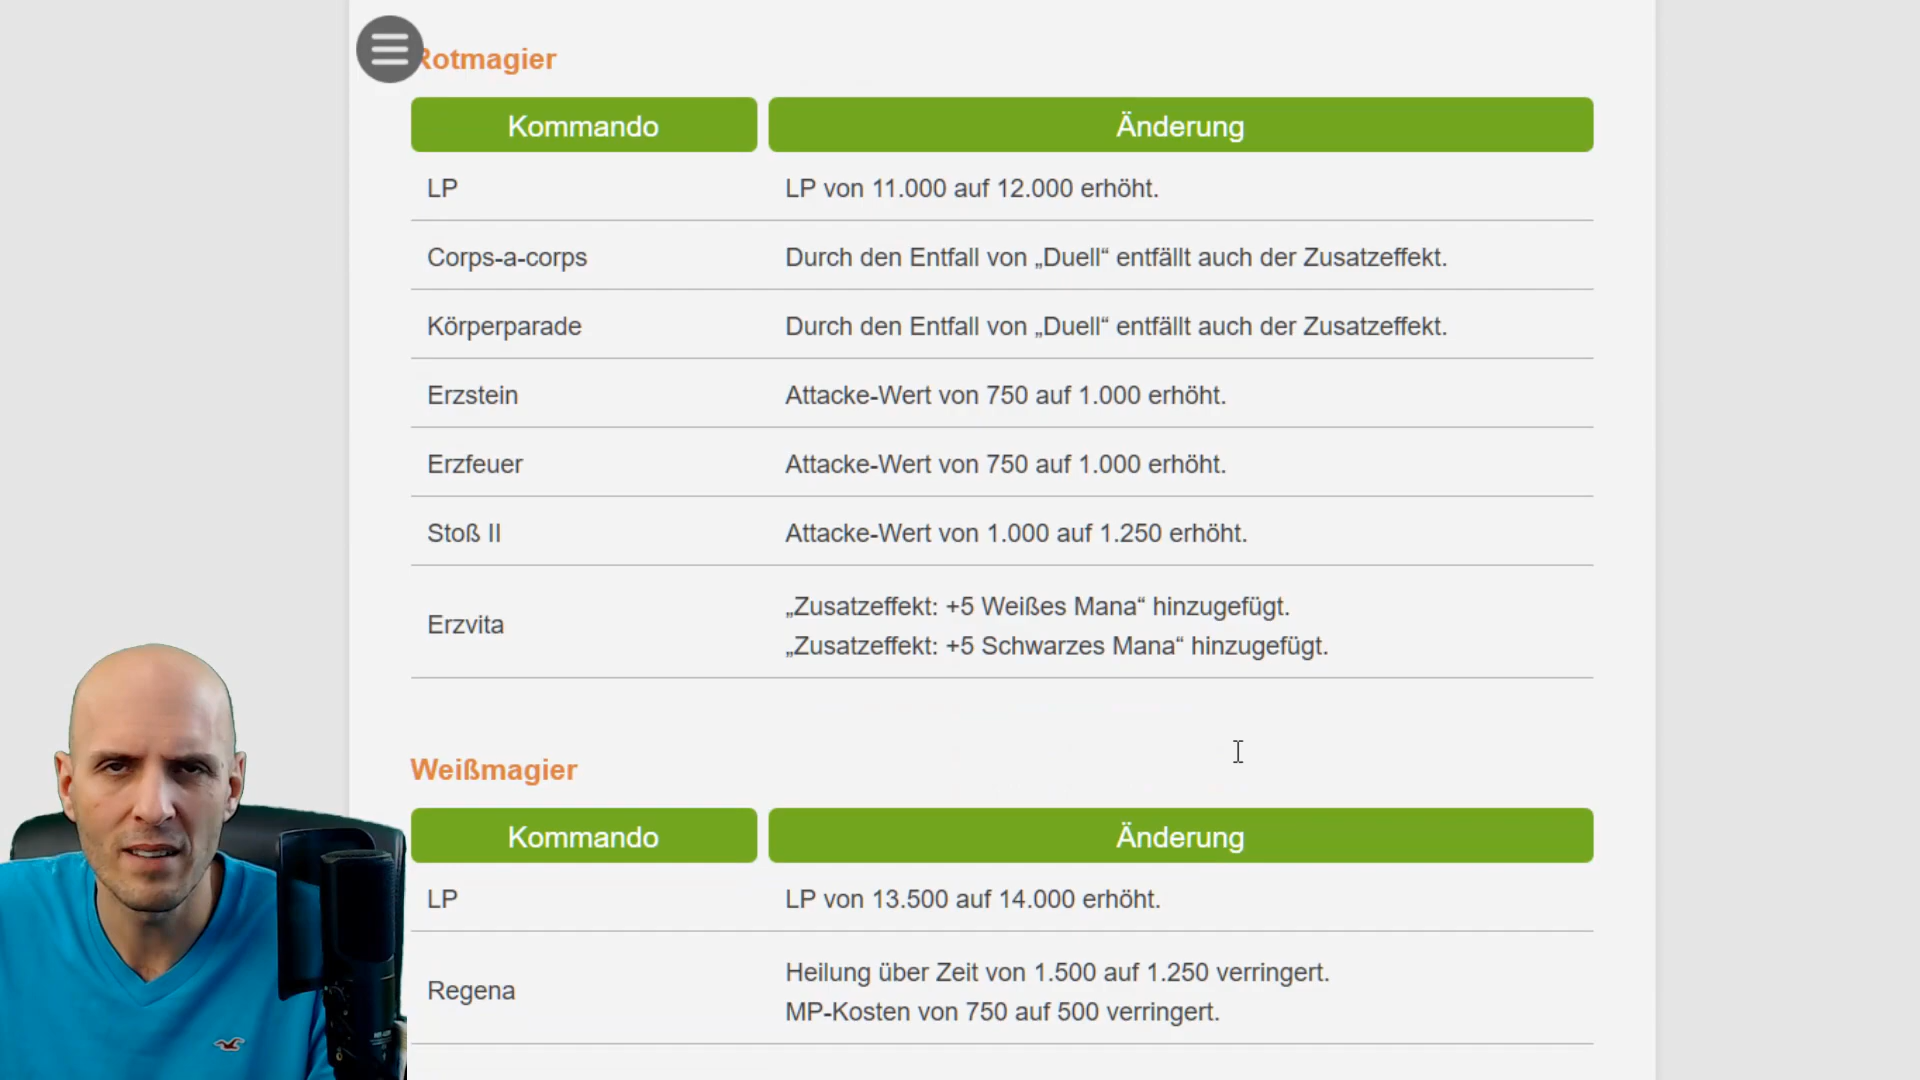 Rotmagier
Kommando Änderung
LP LP von 11.000 auf 12.000 erhöht.
Corps-a-corps Durch den Entfall von „Duell“ entfällt auch der Zusatzeffekt.
Körperparade Durch den Entfall von „Duell“ entfällt auch der Zusatzeffekt.
Erzstein Attacke-Wert von 750 auf 1.000 erhöht.
Erzfeuer Attacke-Wert von 750 auf 1.000 erhöht.
Stoß II Attacke-Wert von 1.000 auf 1.250 erhöht.
Erzvita
„Zusatzeffekt: +5 Weißes Mana“ hinzugefügt.
„Zusatzeffekt: +5 Schwarzes Mana“ hinzugefügt.
Weißmagier
Kommando Änderung
LP LP von 13.500 auf 14.000 erhöht.
Regena
Heilung über Zeit von 1.500 auf 1.250 verringert.
MP-Kosten von 750 auf 500 verringert.